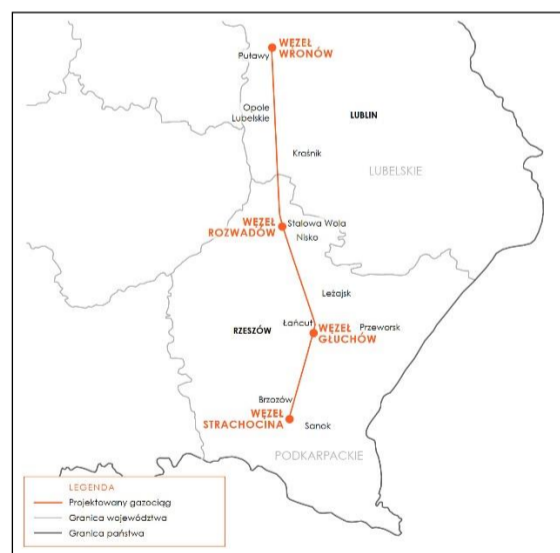 WĘZEŁ
WRONÓW
Puławy
Opole
Lubelskie
LUBLIN
Kraśnik
LUBELSKIE
WĘZEŁ
ROZWADÓW
Stalowa Wola
Nisko
Leżajsk
Łańcut
Przeworsk
RZESZÓW
WĘZEŁ
GŁUCHÓW
Brzozów
WĘZEŁ
STRACHOCINA
Sanok
PODKARPACKIE
LEGENDA
Projektowany gazociąg
Granica województwa
Granica państwa